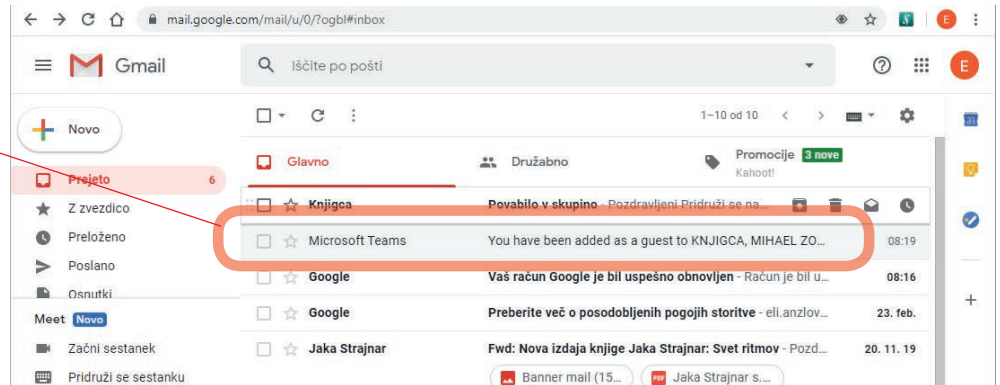 mail.google.com/mail/u/0/?ogbl#inbox
E
Gmail
Iščite po pošti
E
Novo
1–10 od 10
31
Glavno
Družabno
Promocije 3 nove
Kahoot!
Prejeto 6
Knjigca Povabilo v skupino - Pozdravljeni Pridruži se na...
Z zvezdico
Microsoft Teams You have been added as a guest to KNJIGCA, MIHAEL ZO... 08:19
Preloženo
Poslano
Google Vaš račun Google je bil uspešno obnovljen - Račun je bil u... 08:16
Osnutki
Google Preberite več o posodobljenih pogojih storitve - eli.anzlov... 23. feb.
Meet Novo
Začni sestanek
Jaka Strajnar Fwd: Nova izdaja knjige Jaka Strajnar: Svet ritmov - Pozd... 20. 11. 19
Pridruži se sestanku
Banner mail (15...
PDF Jaka Strajnar s....